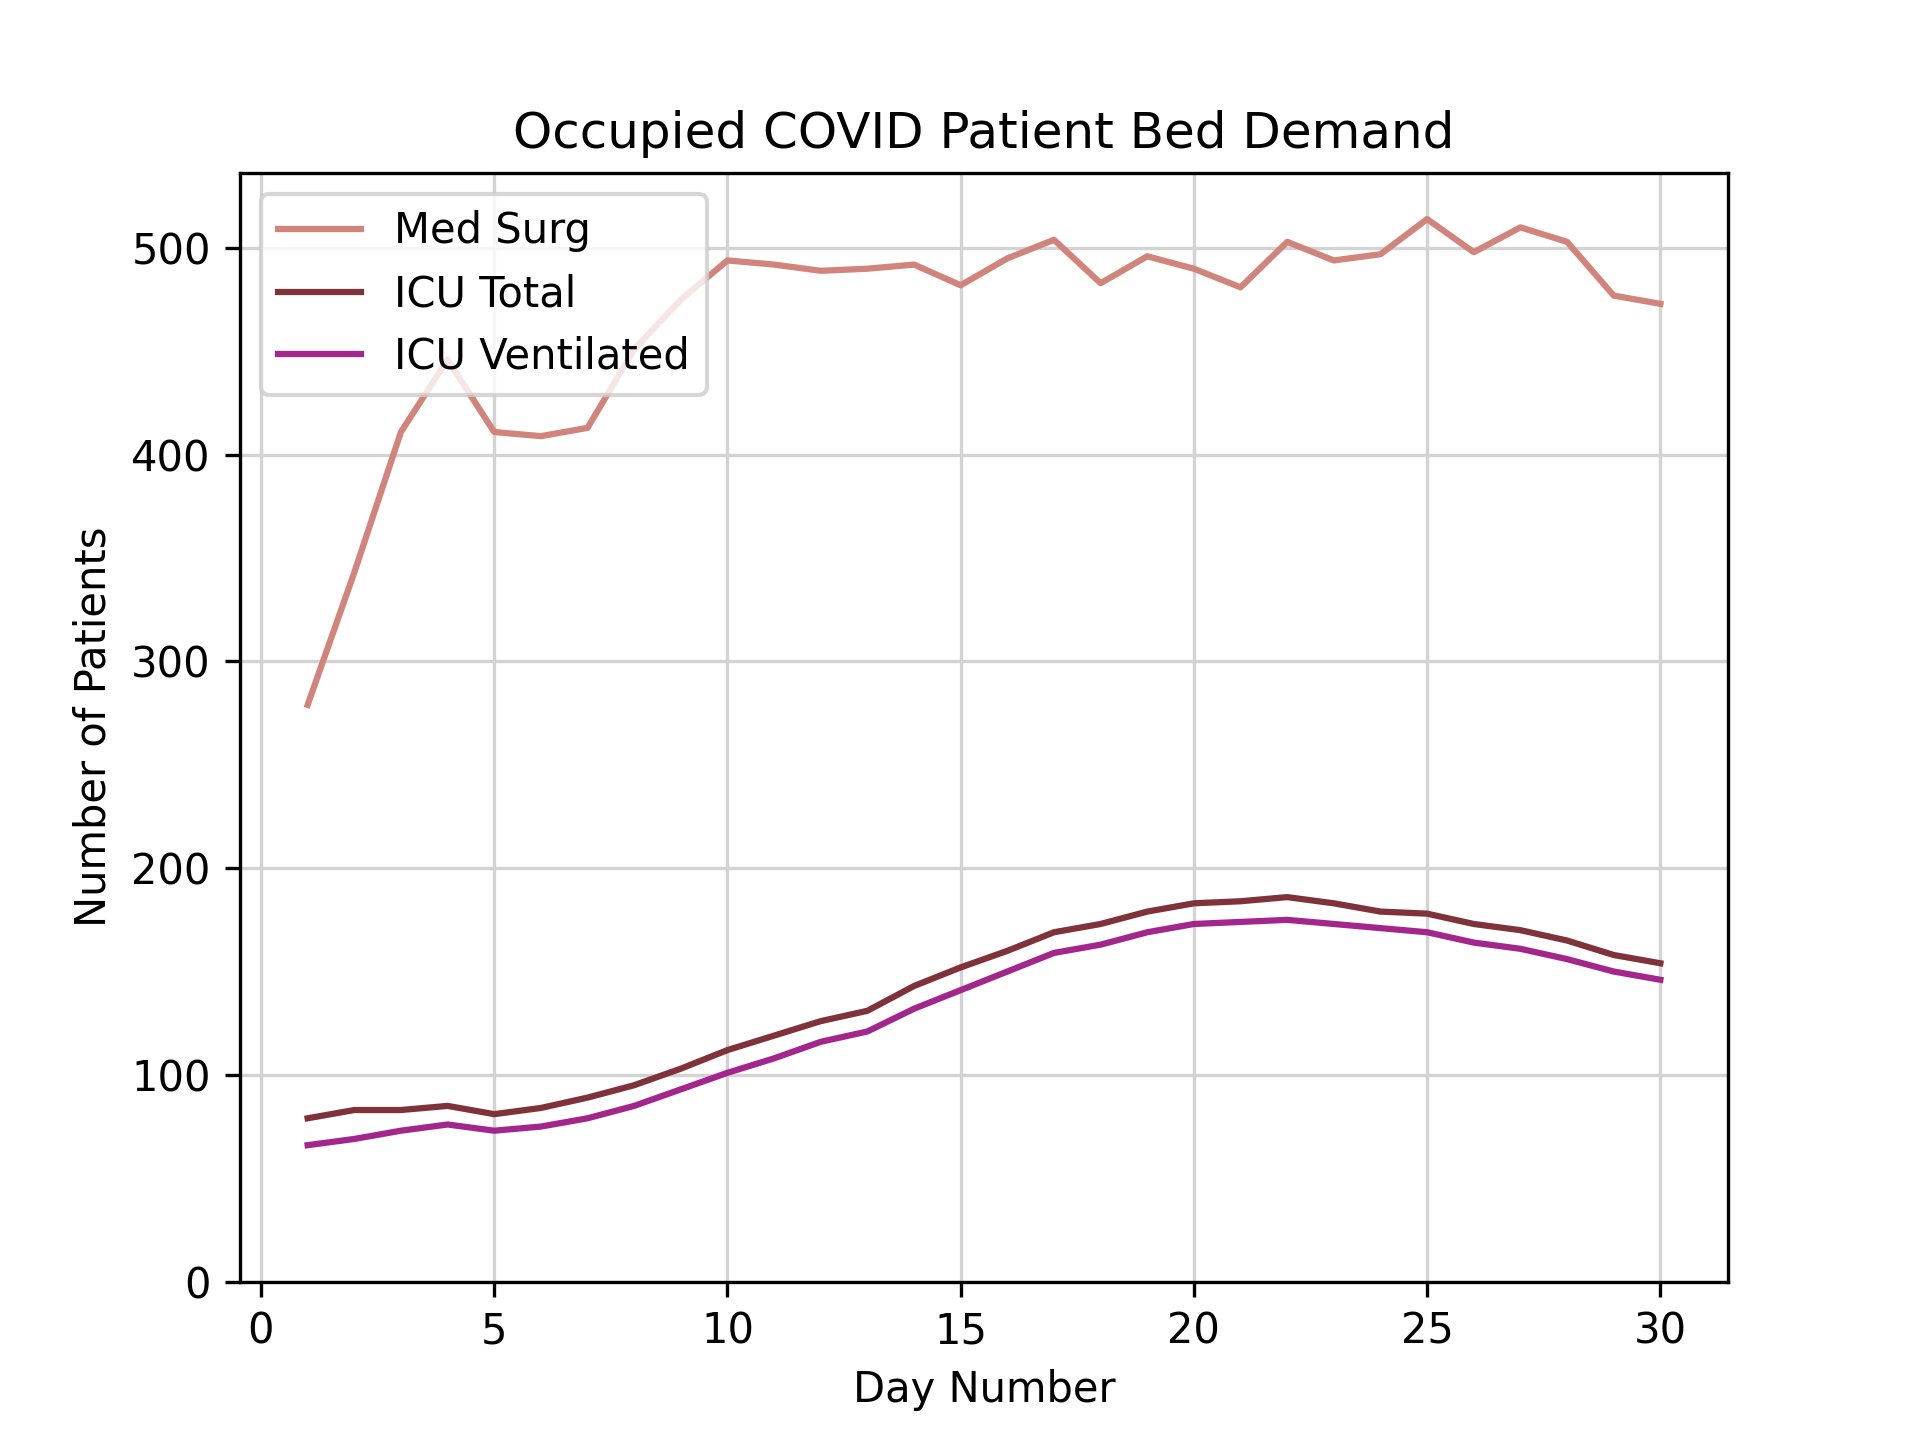 Occupied COVID Patient Bed Demand
Med Surg
ICU Total
ICU Ventilated
Number of Patients
500
400
300
200
100
0
0 5 10 15 20 25 30
Day Number